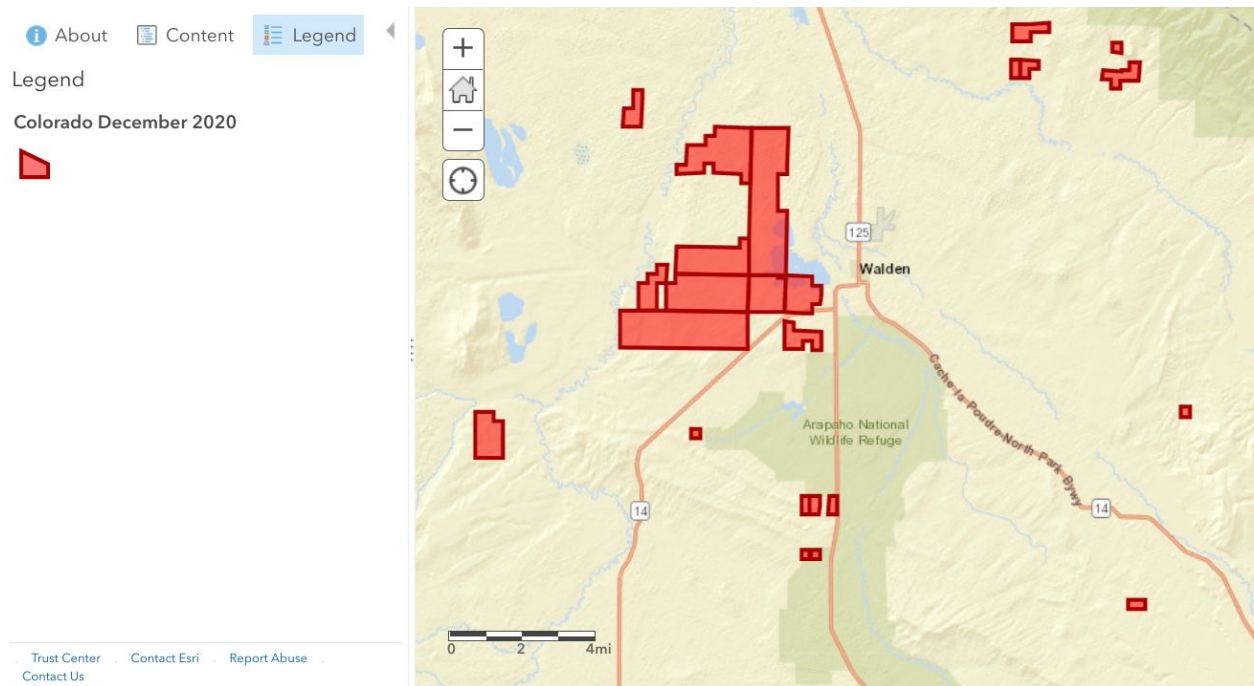 About
Content
Legend
Legend
Colorado December 2020
Trust Center
Contact Esri
Report Abuse
Contact Us
+
−
125
Walden
Arapaho National
Wildlife Refuge
Cache la Poudre-North Park Bywy
14
14
0 2 4mi